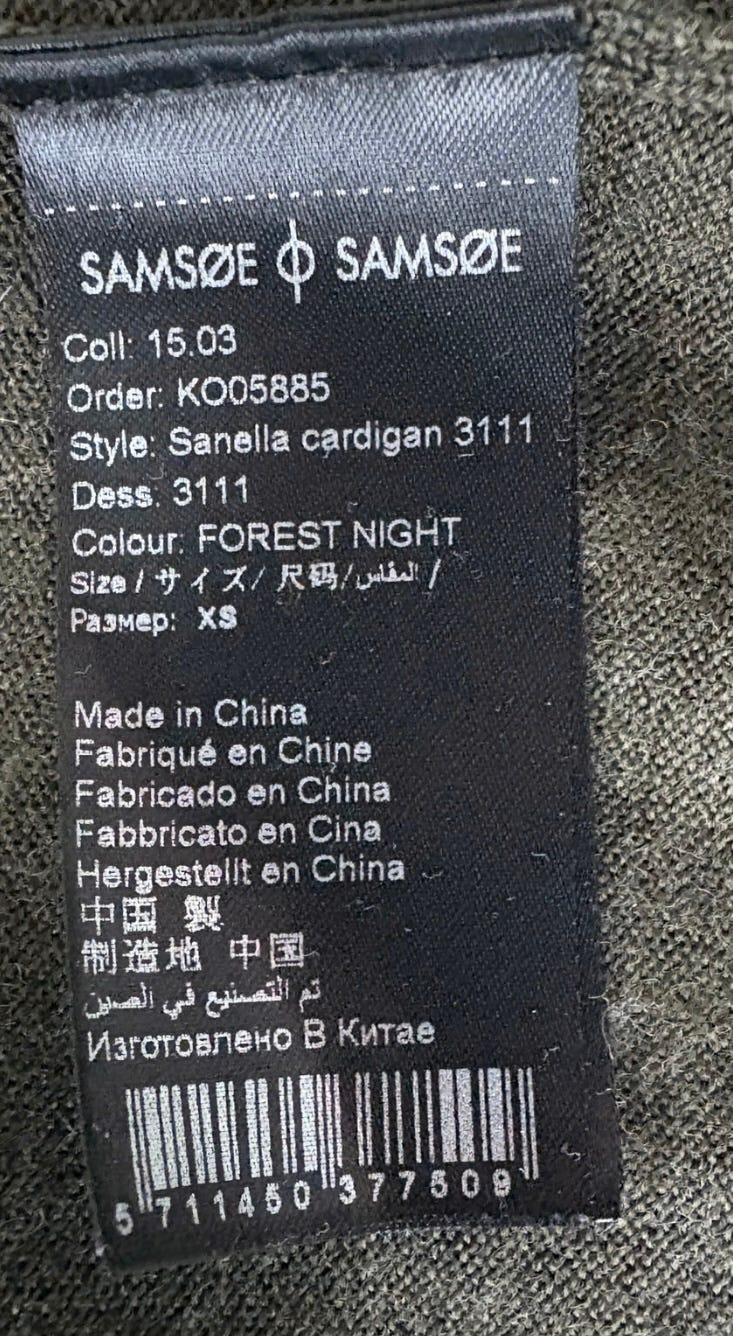 SAMSØE ϕ SAMSØE
Coll: 15.03
Order: KO05885
Style: Sanella cardigan 3111
Dess: 3111
Colour: FOREST NIGHT
Size / サイズ/ 尺码/المقاس /
Размер: XS
Made in China
Fabriqué en Chine
Fabricado en China
Fabbricato en Cina
Hergestellt en China
中国 製
制造地 中国
تم التصنيع في الصين
Изготовлено В Китае
5 711450 377509